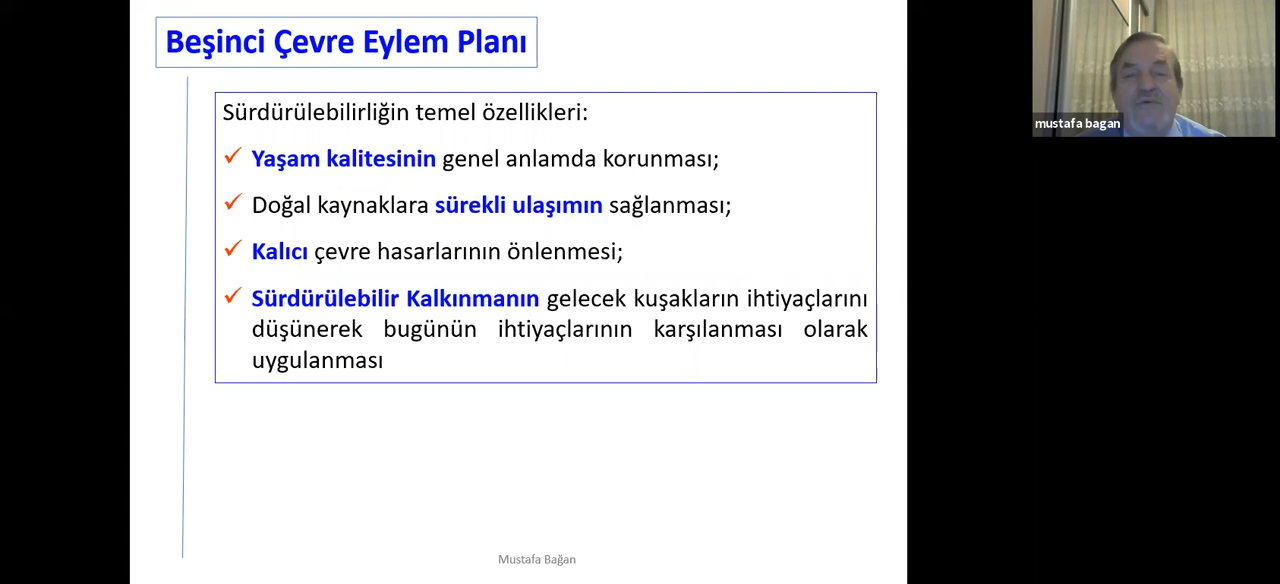 Beşinci Çevre Eylem Planı
mustafa bagan
Sürdürülebilirliğin temel özellikleri:
✓ Yaşam kalitesinin genel anlamda korunması;
✓ Doğal kaynaklara sürekli ulaşımın sağlanması;
✓ Kalıcı çevre hasarlarının önlenmesi;
✓ Sürdürülebilir Kalkınmanın gelecek kuşakların ihtiyaçlarını
düşünerek bugünün ihtiyaçlarının karşılanması olarak
uygulanması
Mustafa Bağan